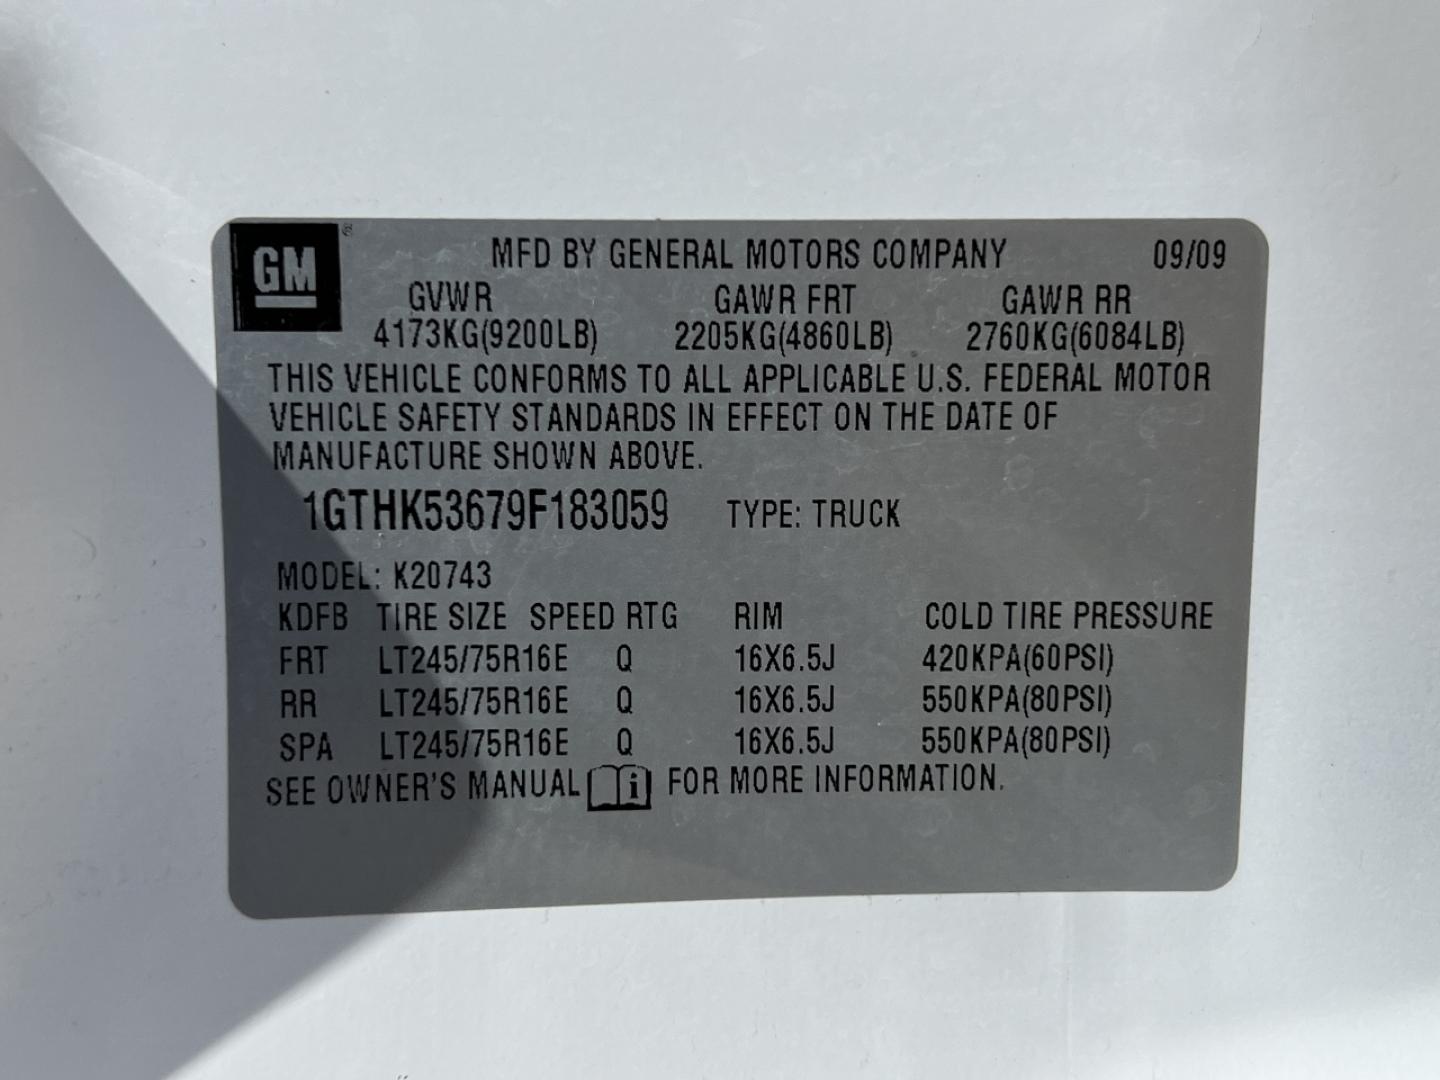 GM ® MFD BY GENERAL MOTORS COMPANY 09/09
GVWR GAWR FRT GAWR RR
4173KG(9200LB) 2205KG(4860LB) 2760KG(6084LB)
THIS VEHICLE CONFORMS TO ALL APPLICABLE U.S. FEDERAL MOTOR
VEHICLE SAFETY STANDARDS IN EFFECT ON THE DATE OF
MANUFACTURE SHOWN ABOVE.
1GTHK53679F183059 TYPE: TRUCK
MODEL: K20743
KDFB TIRE SIZE SPEED RTG RIM COLD TIRE PRESSURE
FRT LT245/75R16E Q 16X6.5J 420KPA(60PSI)
RR LT245/75R16E Q 16X6.5J 550KPA(80PSI)
SPA LT245/75R16E Q 16X6.5J 550KPA(80PSI)
SEE OWNER'S MANUAL i FOR MORE INFORMATION.